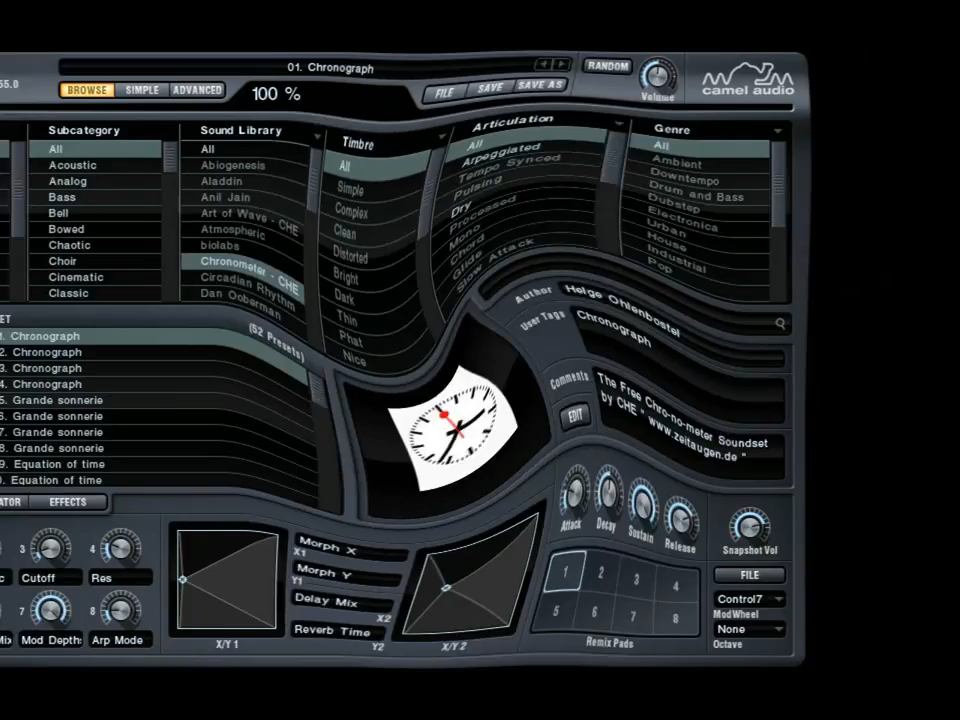 01. Chronograph
RANDOM
55.0
BROWSE
SIMPLE
ADVANCED
100 %
FILE
SAVE
SAVE AS
Volume
camel audio
Subcategory
All
Acoustic
Analog
Bass
Bell
Bowed
Chaotic
Choir
Cinematic
Classic
Sound Library
All
Abiogenesis
Aladdin
Anil Jain
Art of Wave - CHE
Atmospheric
biolabs
Chronometer - CHE
Circadian Rhythm
Dan Ooberman
Timbre
All
Simple
Complex
Clean
Distorted
Bright
Dark
Thin
Phat
Nice
Articulation
All
Arpeggiated
Tempo Synced
Pulsing
Dry
Processed
Mono
Chord
Glide
Slow Attack
Genre
All
Ambient
Downtempo
Drum and Bass
Dubstep
Electronica
Urban
House
Industrial
Pop
ET
(52 Presets)
1. Chronograph
2. Chronograph
3. Chronograph
4. Chronograph
5. Grande sonnerie
6. Grande sonnerie
7. Grande sonnerie
8. Grande sonnerie
9. Equation of time
). Equation of time
Author
Helge Ohlenbostel
User Tags
Chronograph
Comments
The Free Chro-no-meter Soundset
by CHE " www.zeitaugen.de "
EDIT
ATOR
EFFECTS
3
4
c
Cutoff
Res
7
8
Mix
Mod Depth:
Arp Mode
X/Y 1
Morph X
X1
Morph Y
Y1
Delay Mix
X2
Reverb Time
Y2
X/Y 2
Attack
Decay
Sustain
Release
1
2
3
4
5
6
7
8
Remix Pads
Snapshot Vol
FILE
Control7
ModWheel
None
Octave